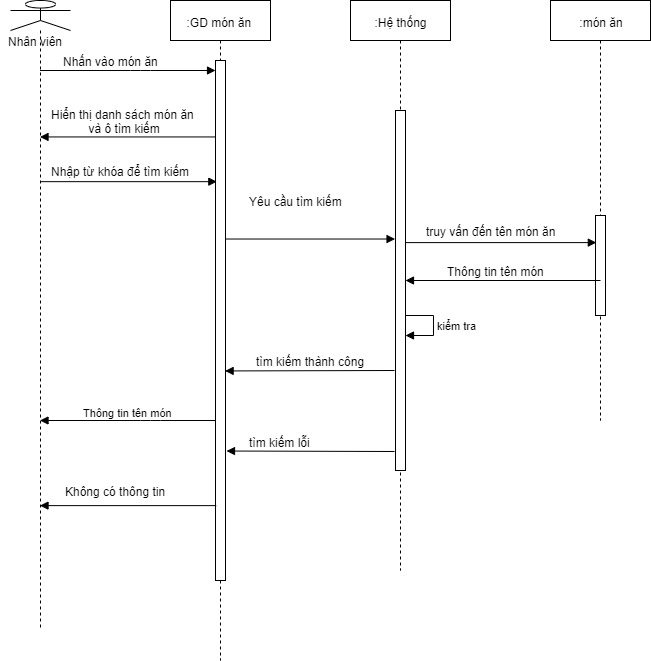 :GD món ăn
:Hệ thống
:món ăn
Nhân viên
Nhấn vào món ăn
Hiển thị danh sách món ăn
và ô tìm kiếm
Nhập từ khóa để tìm kiếm
Yêu cầu tìm kiếm
truy vấn đến tên món ăn
Thông tin tên món
kiểm tra
tìm kiếm thành công
Thông tin tên món
tìm kiếm lỗi
Không có thông tin